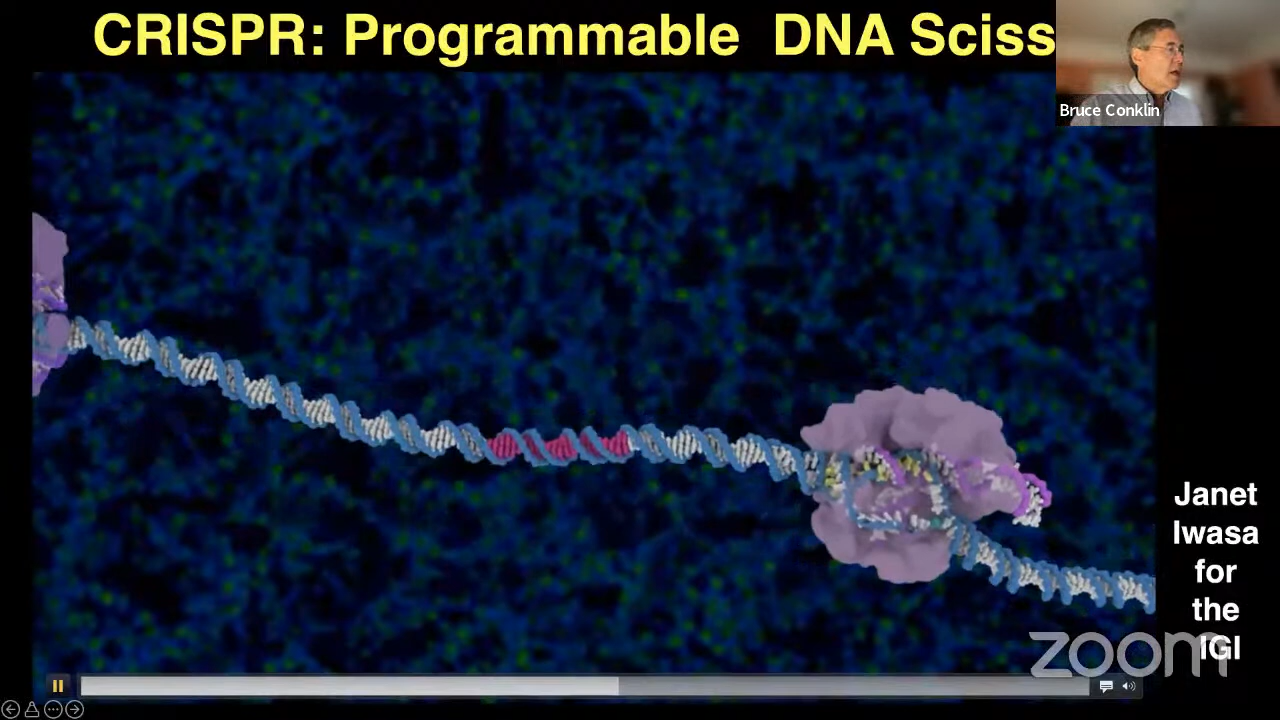 CRISPR: Programmable DNA Sciss
Bruce Conklin
Janet
Iwasa
for
the
IGI
zoom